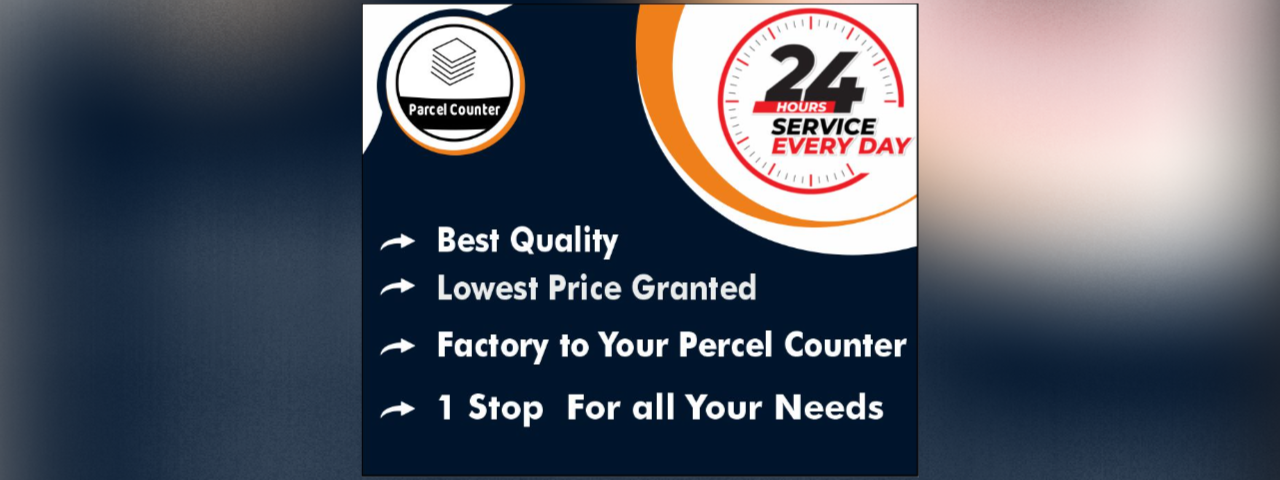 Parcel Counter
24
HOURS
SERVICE
EVERY DAY
Best Quality
Lowest Price Granted
Factory to Your Percel Counter
1 Stop For all Your Needs